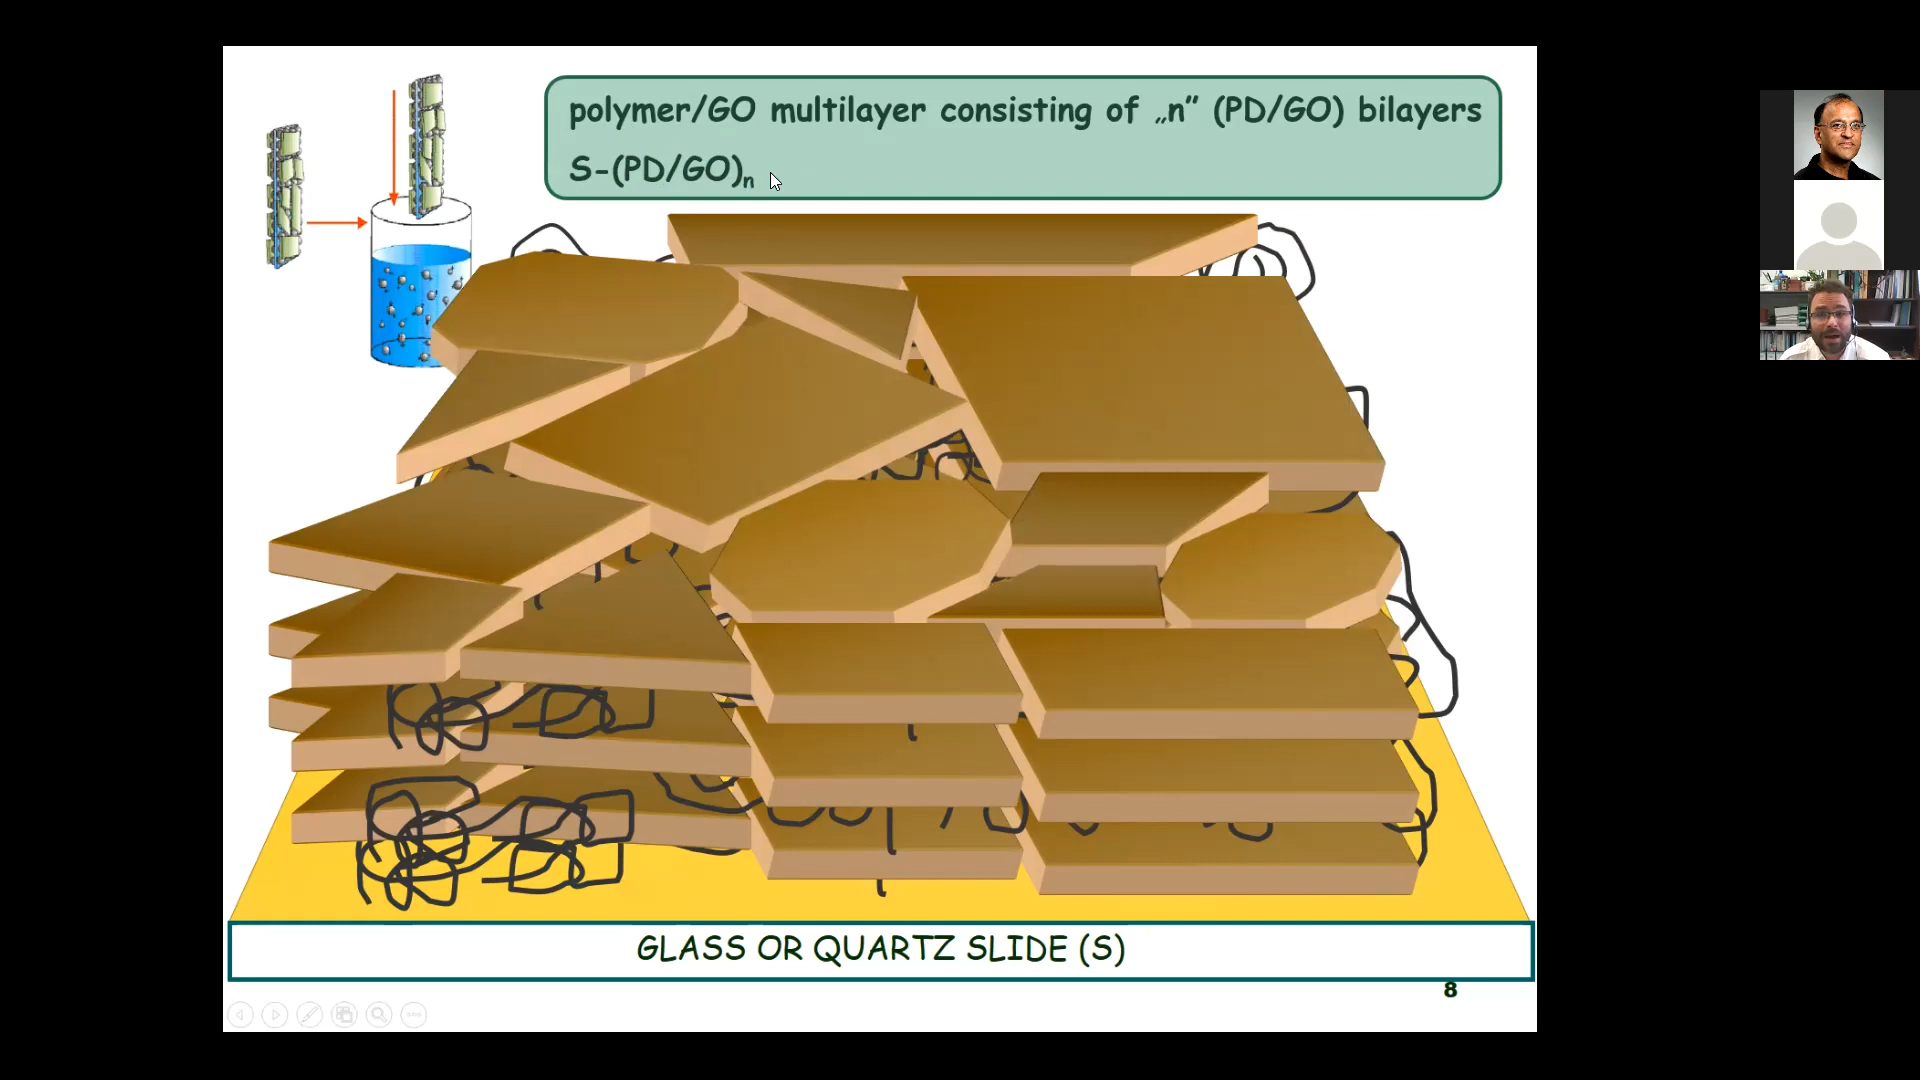 polymer/GO multilayer consisting of „n” (PD/GO) bilayers
S-(PD/GO)n
GLASS OR QUARTZ SLIDE (S)
8